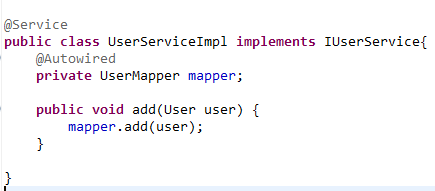 @Service
public class UserServiceImpl implements IUserService{
    @Autowired
    private UserMapper mapper;
    public void add(User user) {
        mapper.add(user);
    }
}